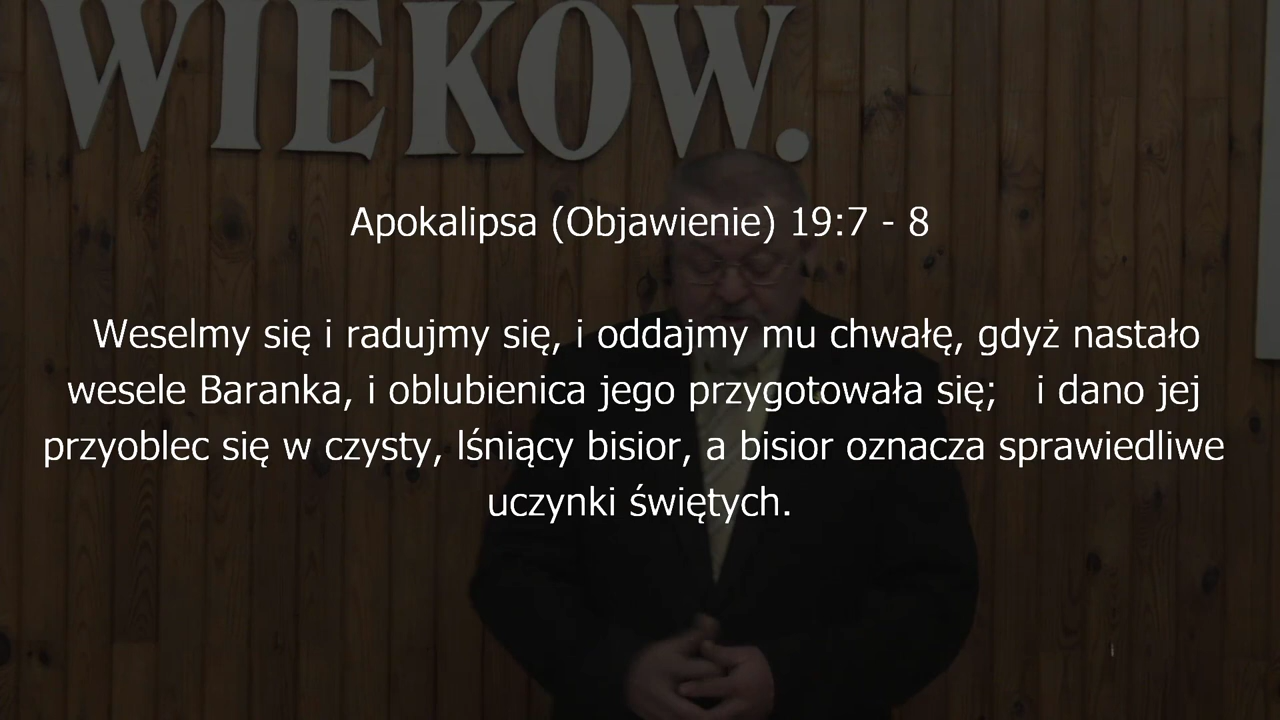 WIEKÓW.
Apokalipsa (Objawienie) 19:7 - 8
Weselmy się i radujmy się, i oddajmy mu chwałę, gdyż nastało
wesele Baranka, i oblubienica jego przygotowała się; i dano jej
przyoblec się w czysty, lśniący bisior, a bisior oznacza sprawiedliwe
uczynki świętych.